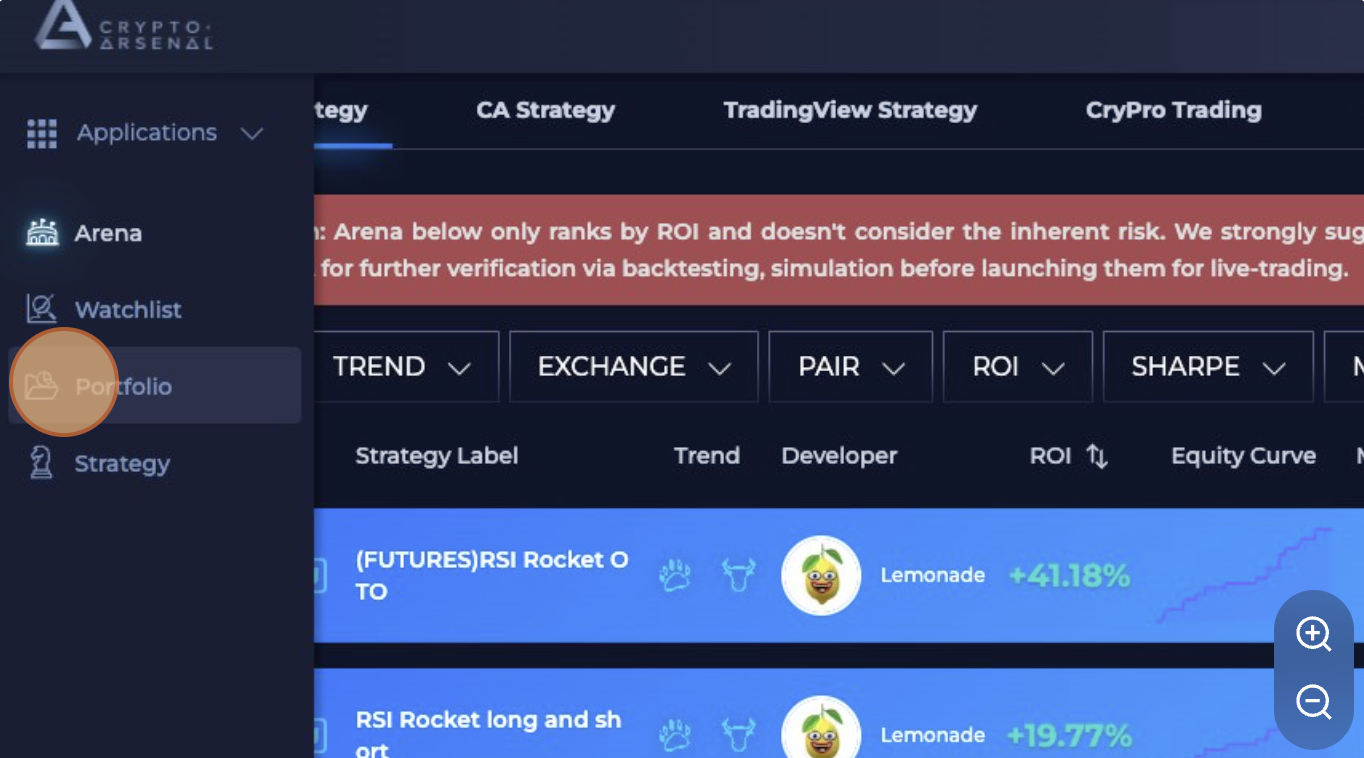 CRYPTO
ARSENAL
Applications
Arena
Watchlist
Portfolio
Strategy
tegy
CA Strategy
TradingView Strategy
CryPro Trading
: Arena below only ranks by ROI and doesn't consider the inherent risk. We strongly sug
for further verification via backtesting, simulation before launching them for live-trading.
TREND
EXCHANGE
PAIR
ROI
SHARPE
Strategy Label
Trend
Developer
ROI
Equity Curve
(FUTURES)RSI Rocket O
TO
Lemonade
+41.18%
RSI Rocket long and sh
ort
Lemonade
+19.77%